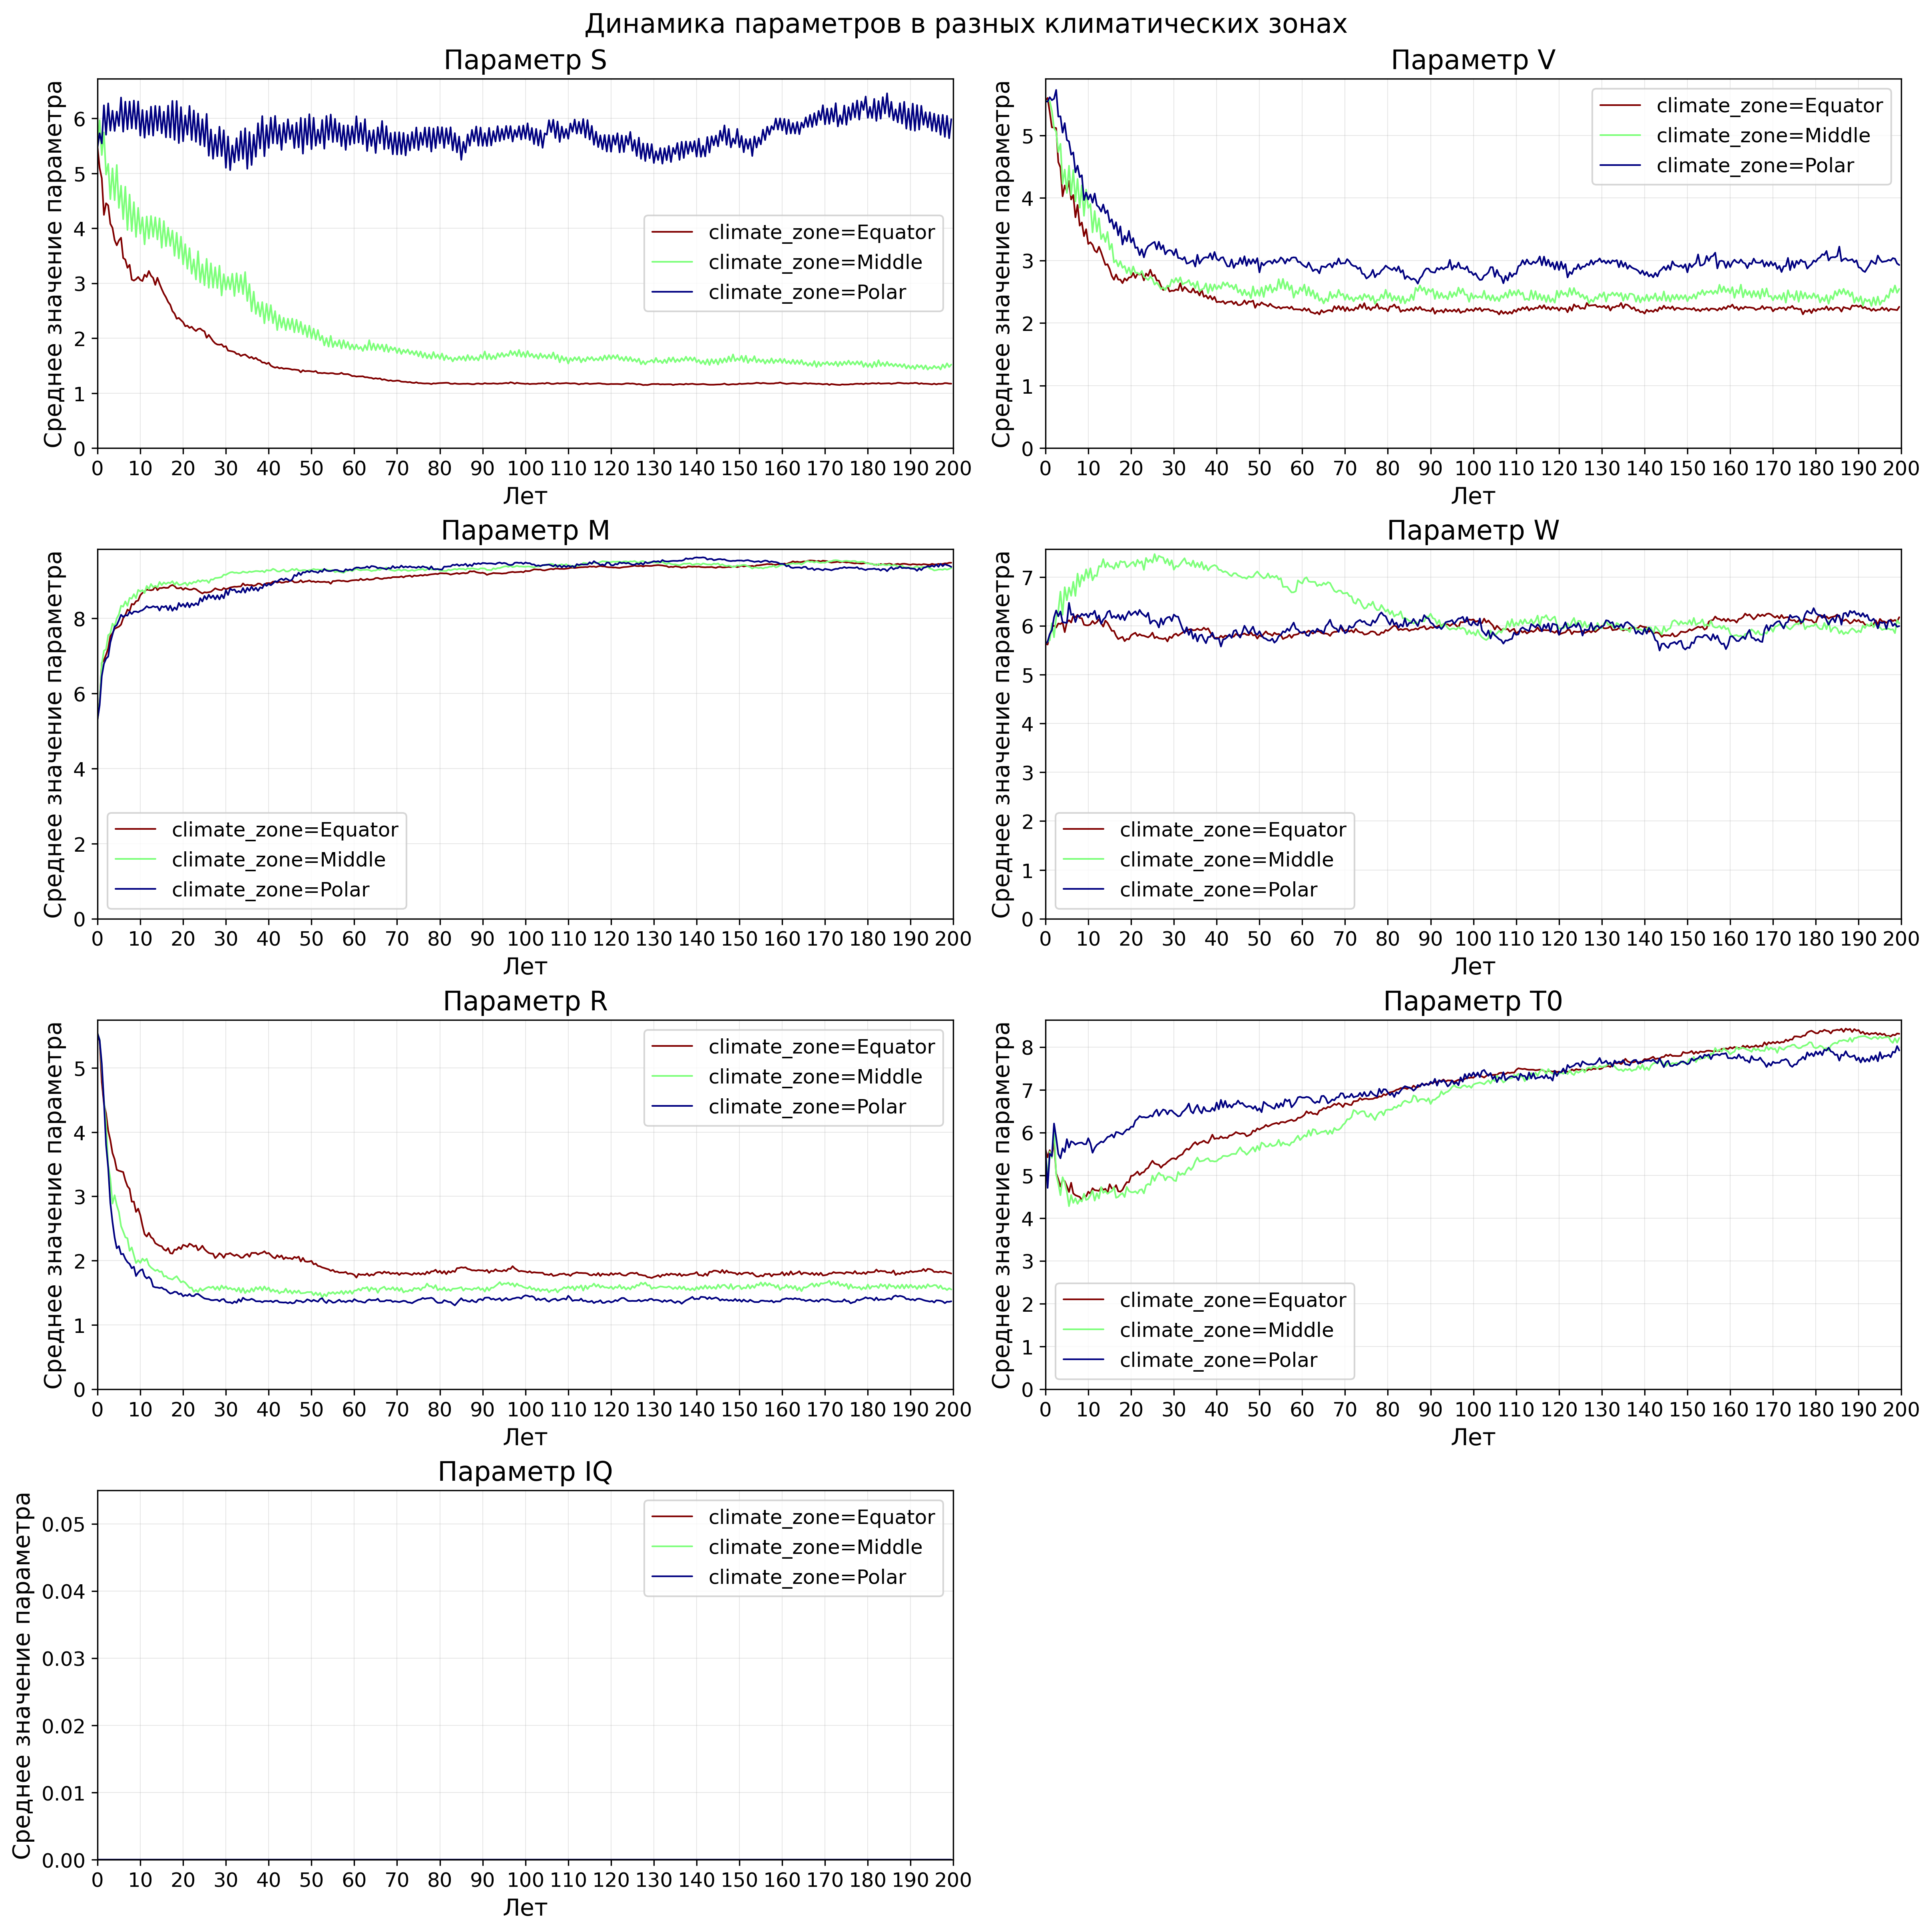 Динамика параметров в разных климатических зонах
Параметр S
Среднее значение параметра
6
5
4
3
2
1
0
0 10 20 30 40 50 60 70 80 90 100 110 120 130 140 150 160 170 180 190 200
Лет
climate_zone=Equator
climate_zone=Middle
climate_zone=Polar
Параметр V
Среднее значение параметра
5
4
3
2
1
0
0 10 20 30 40 50 60 70 80 90 100 110 120 130 140 150 160 170 180 190 200
Лет
climate_zone=Equator
climate_zone=Middle
climate_zone=Polar
Параметр M
Среднее значение параметра
8
6
4
2
0
0 10 20 30 40 50 60 70 80 90 100 110 120 130 140 150 160 170 180 190 200
Лет
climate_zone=Equator
climate_zone=Middle
climate_zone=Polar
Параметр W
Среднее значение параметра
7
6
5
4
3
2
1
0
0 10 20 30 40 50 60 70 80 90 100 110 120 130 140 150 160 170 180 190 200
Лет
climate_zone=Equator
climate_zone=Middle
climate_zone=Polar
Параметр R
Среднее значение параметра
5
4
3
2
1
0
0 10 20 30 40 50 60 70 80 90 100 110 120 130 140 150 160 170 180 190 200
Лет
climate_zone=Equator
climate_zone=Middle
climate_zone=Polar
Параметр T0
Среднее значение параметра
8
7
6
5
4
3
2
1
0
0 10 20 30 40 50 60 70 80 90 100 110 120 130 140 150 160 170 180 190 200
Лет
climate_zone=Equator
climate_zone=Middle
climate_zone=Polar
Параметр IQ
Среднее значение параметра
0.05
0.04
0.03
0.02
0.01
0.00
0 10 20 30 40 50 60 70 80 90 100 110 120 130 140 150 160 170 180 190 200
Лет
climate_zone=Equator
climate_zone=Middle
climate_zone=Polar